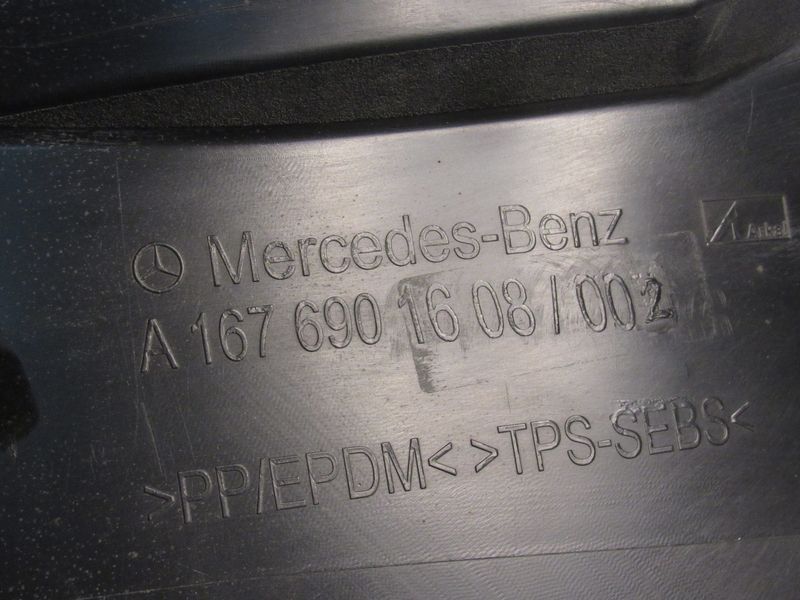 Mercedes-Benz
A 167 690 16 08 / 002
>PP/EPDM< >TPS-SEBS<